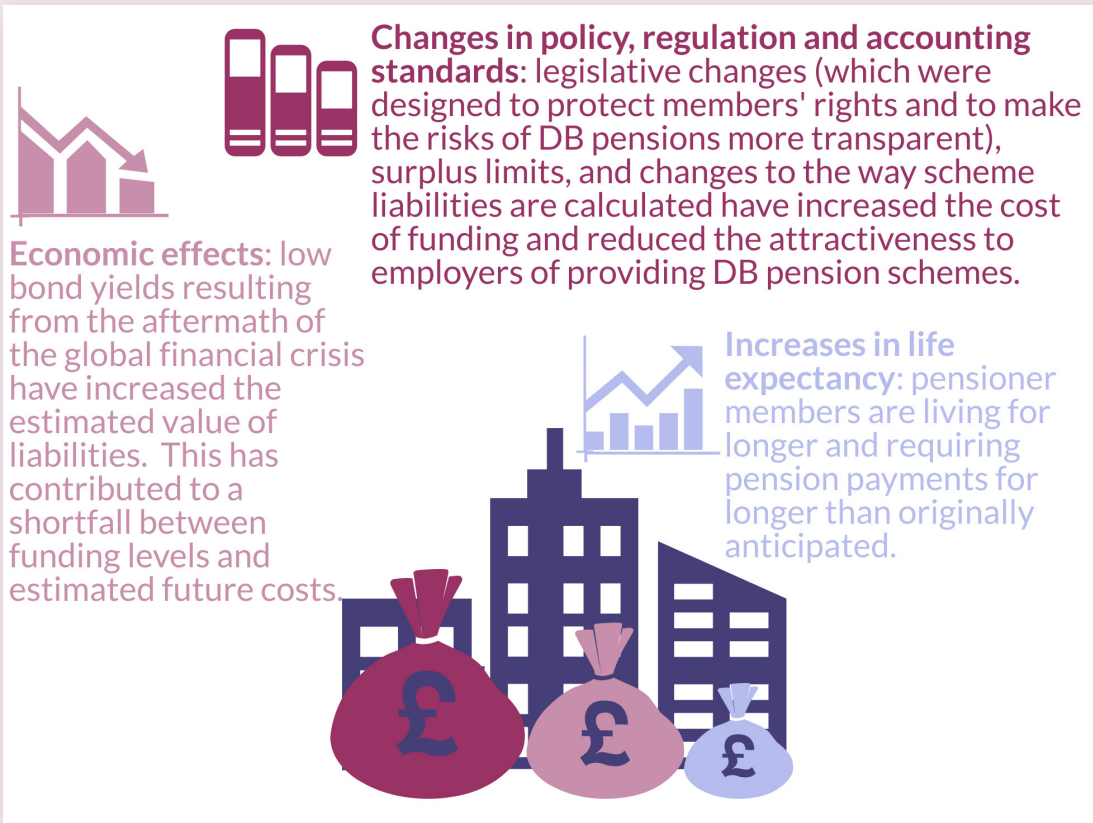 Changes in policy, regulation and accounting
standards: legislative changes (which were
designed to protect members' rights and to make
the risks of DB pensions more transparent),
surplus limits, and changes to the way scheme
liabilities are calculated have increased the cost
of funding and reduced the attractiveness to
employers of providing DB pension schemes.
Economic effects: low
bond yields resulting
from the aftermath of
the global financial crisis
have increased the
estimated value of
liabilities.  This has
contributed to a
shortfall between
funding levels and
estimated future costs.
Increases in life
expectancy: pensioner
members are living for
longer and requiring
pension payments for
longer than originally
anticipated.
£
£
£